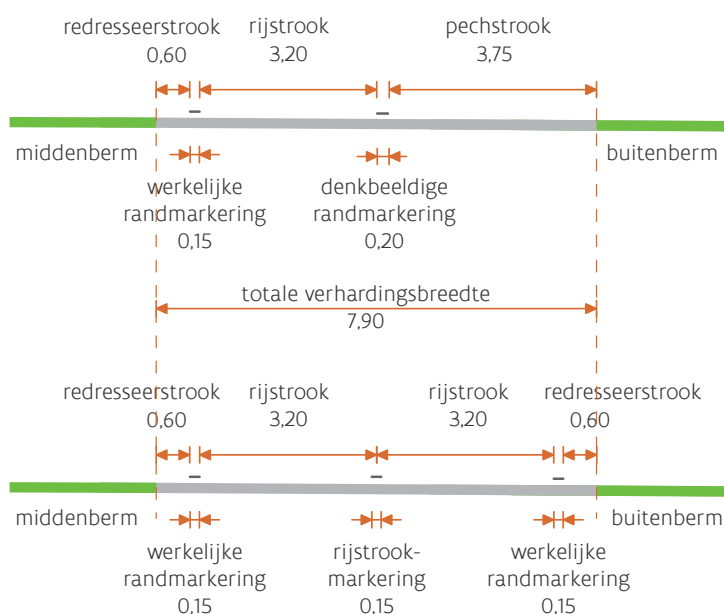 redresseerstrook rijstrook pechstrook
0,60 3,20 3,75
middenberm buitenberm
werkelijke denkbeeldige
randmarkering randmarkering
0,15 0,20
totale verhardingsbreedte
7,90
redresseerstrook rijstrook rijstrook redresseerstrook
0,60 3,20 3,20 0,60
middenberm buitenberm
werkelijke rijstrook- werkelijke
randmarkering markering randmarkering
0,15 0,15 0,15